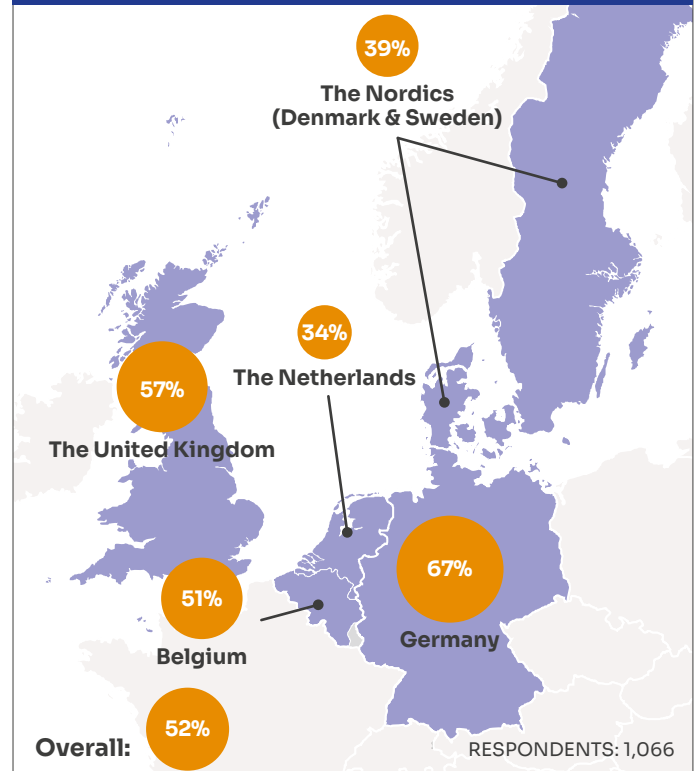 39%
The Nordics
(Denmark & Sweden)
34%
The Netherlands
57%
The United Kingdom
51%
Belgium
67%
Germany
Overall:
52%
RESPONDENTS: 1,066